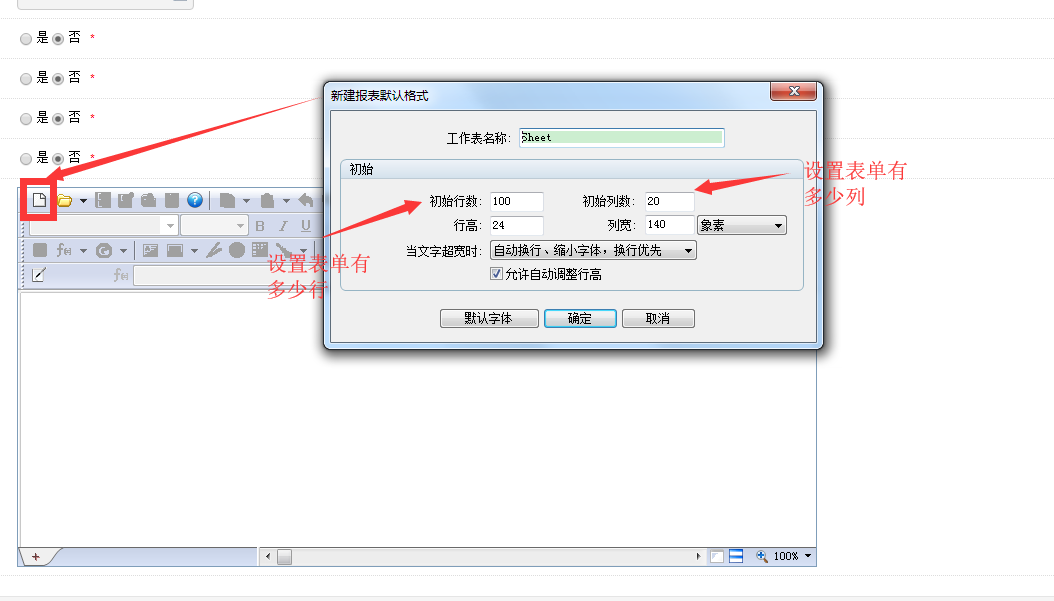 是 否 *
是 否 *
是 否 *
是 否 *
新建报表默认格式
工作表名称: Sheet
初始
初始行数: 100 初始列数: 20
行高: 24 列宽: 140 象素
当文字超宽时: 自动换行、缩小字体，换行优先
允许自动调整行高
默认字体 确定 取消
设置表单有
多少列
设置表单有
多少行
B I U
100%